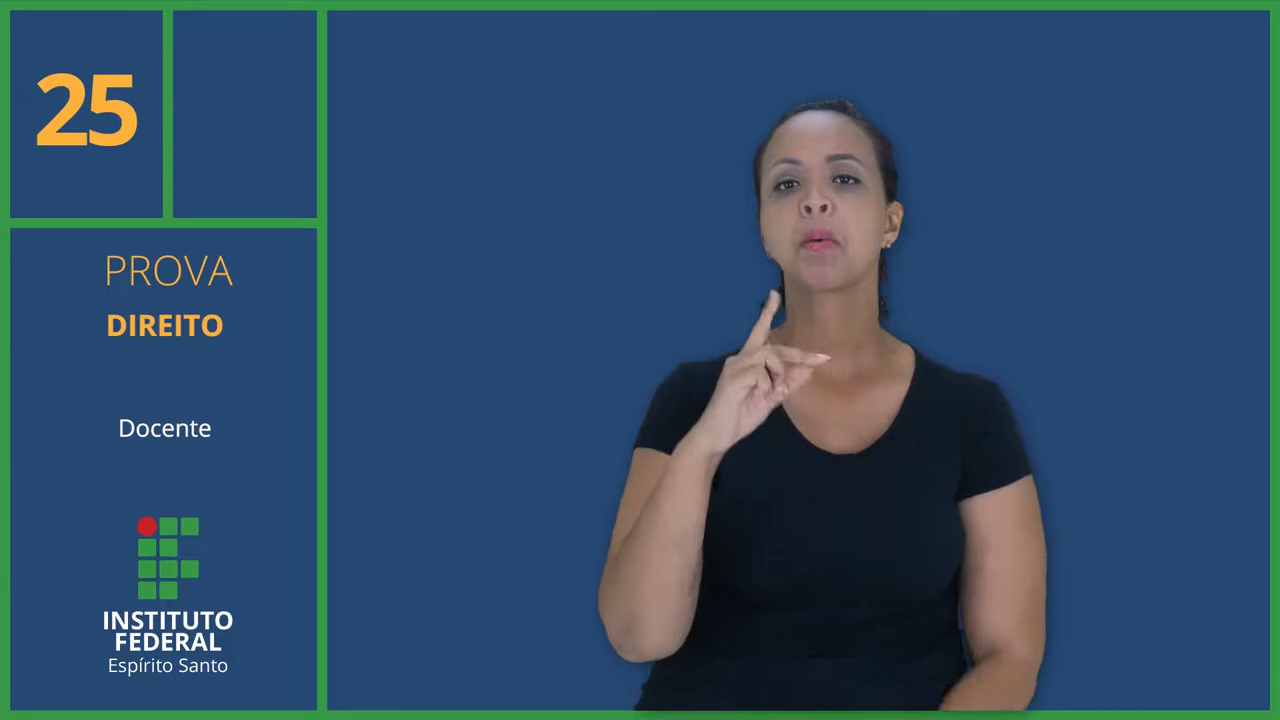 25
PROVA
DIREITO
Docente
INSTITUTO
FEDERAL
Espírito Santo